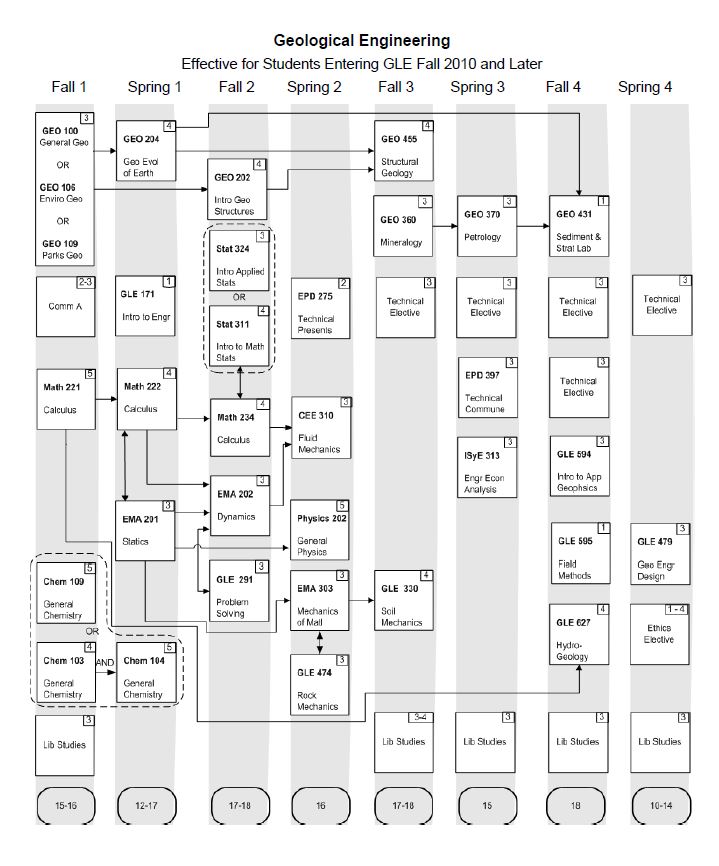 Geological Engineering
Effective for Students Entering GLE Fall 2010 and Later
Fall 1
Spring 1
Fall 2
Spring 2
Fall 3
Spring 3
Fall 4
Spring 4
3
GEO 100
General Geo
OR
GEO 106
Enviro Geo
OR
GEO 109
Parks Geo
2-3
Comm A
5
Math 221
Calculus
5
Chem 109
General
Chemistry
OR
4
Chem 103
General
Chemistry
AND
3
Lib Studies
15-16
4
GEO 204
Geo Evol
of Earth
1
GLE 171
Intro to Engr
4
Math 222
Calculus
3
EMA 201
Statics
5
Chem 104
General
Chemistry
12-17
4
GEO 202
Intro Geo
Structures
3
Stat 324
Intro Applied
Stats
OR
4
Stat 311
Intro to Math
Stats
4
Math 234
Calculus
3
EMA 202
Dynamics
3
GLE 291
Problem
Solving
17-18
2
EPD 275
Technical
Presents
3
CEE 310
Fluid
Mechanics
5
Physics 202
General
Physics
3
EMA 303
Mechanics
of Matl
3
GLE 474
Rock
Mechanics
16
4
GEO 455
Structural
Geology
3
GEO 360
Mineralogy
3
Technical
Elective
4
GLE 330
Soil
Mechanics
3-4
Lib Studies
17-18
3
GEO 370
Petrology
3
Technical
Elective
3
EPD 397
Technical
Commune
3
ISyE 313
Engr Econ
Analysis
3
Lib Studies
15
1
GEO 431
Sediment &
Strat Lab
3
Technical
Elective
3
Technical
Elective
3
GLE 594
Intro to App
Geophsics
1
GLE 595
Field
Methods
4
GLE 627
Hydro-
Geology
3
Lib Studies
18
3
Technical
Elective
3
GLE 479
Geo Engr
Design
1 - 4
Ethics
Elective
3
Lib Studies
10-14